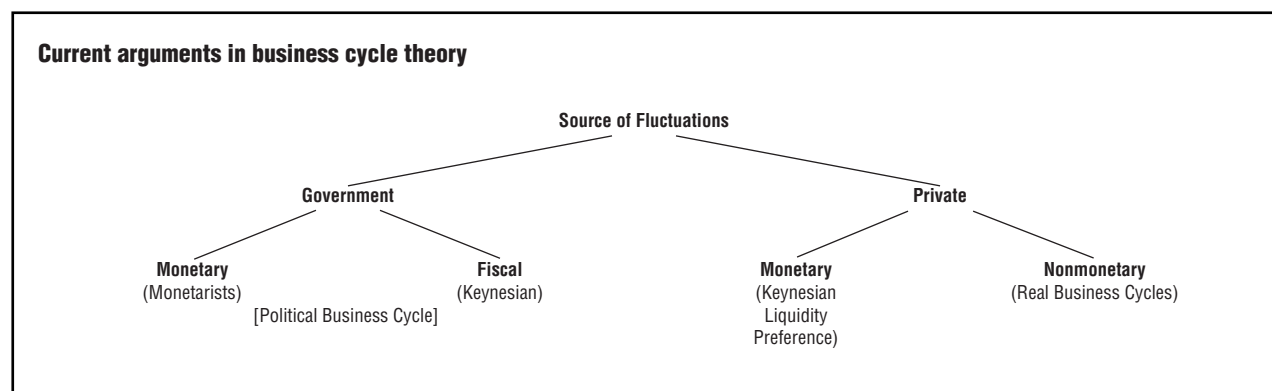 Current arguments in business cycle theory
Source of Fluctuations
Government
Private
Monetary
(Monetarists)
Fiscal
(Keynesian)
[Political Business Cycle]
Monetary
(Keynesian
Liquidity
Preference)
Nonmonetary
(Real Business Cycles)